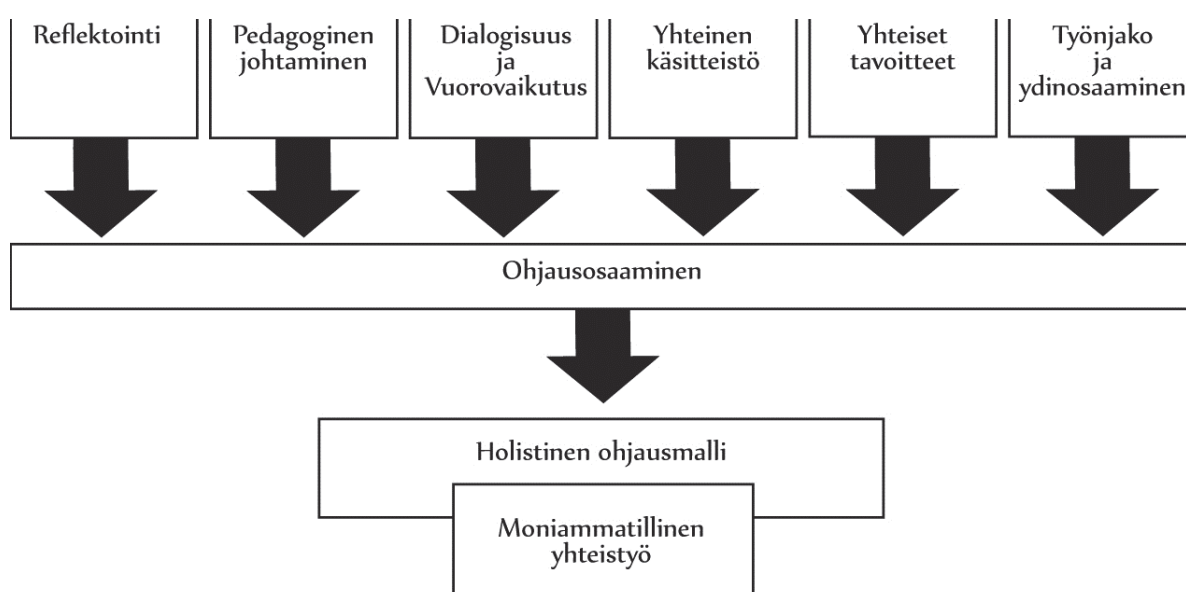 Reflektointi
Pedagoginen
johtaminen
Dialogisuus
ja
Vuorovaikutus
Yhteinen
käsitteistö
Yhteiset
tavoitteet
Työnjako
ja
ydinosaaminen
Ohjausosaaminen
Holistinen ohjausmalli
Moniammatillinen
yhteistyö